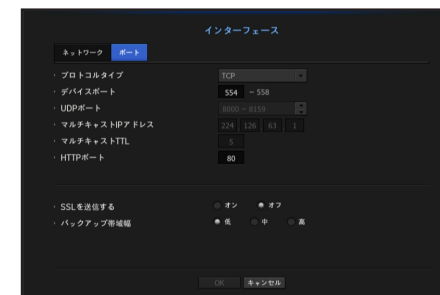 インターフェース
ネットワーク ポート
· プロトコルタイプ TCP
· デバイスポート 554 ~ 558
· UDPポート 8000 ~ 8159
· マルチキャストIPアドレス 224 126 63 1
· マルチキャストTTL 5
· HTTPポート 80
· SSLを送信する オン オフ
· バックアップ帯域幅 低 中 高
OK キャンセル